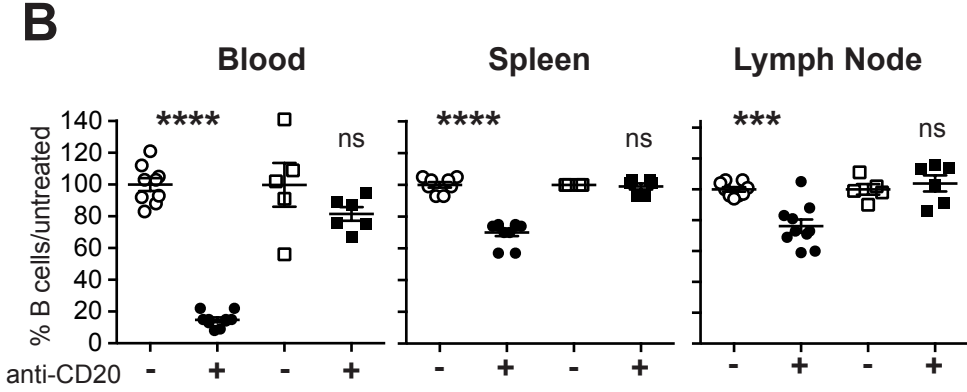 B
Blood Spleen Lymph Node
**** ns **** ns *** ns
% B cells/untreated
140
120
100
80
60
40
20
0
anti-CD20 - + - + - + - + - + - +